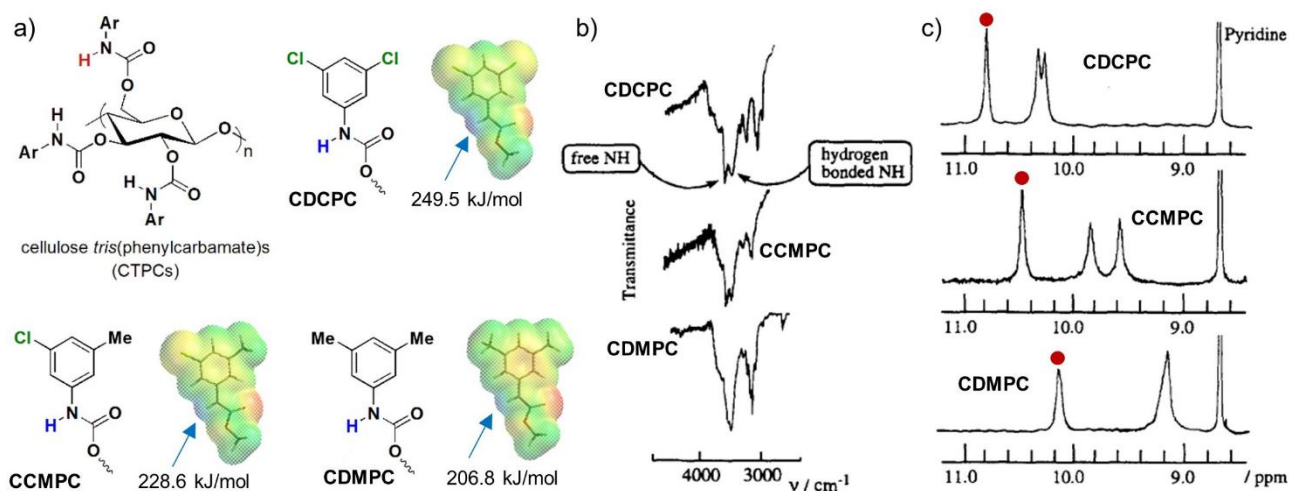 a)
Ar
N
H
O
O
H
N
Ar
O
O
O
O
O
O
n
H
N
O
Ar
cellulose tris(phenylcarbamate)s
(CTPCs)
Cl
Cl
N
H
O
O
CDCPC
249.5 kJ/mol
Cl
Me
N
H
O
O
CCMPC
228.6 kJ/mol
Me
Me
N
H
O
O
CDMPC
206.8 kJ/mol
b)
CDCPC
free NH
hydrogen
bonded NH
Transmittance
CCMPC
CDMPC
4000 3000
ν / cm⁻¹
c)
CDCPC
Pyridine
11.0 10.0 9.0
CCMPC
11.0 10.0 9.0
CDMPC
11.0 10.0 9.0 / ppm